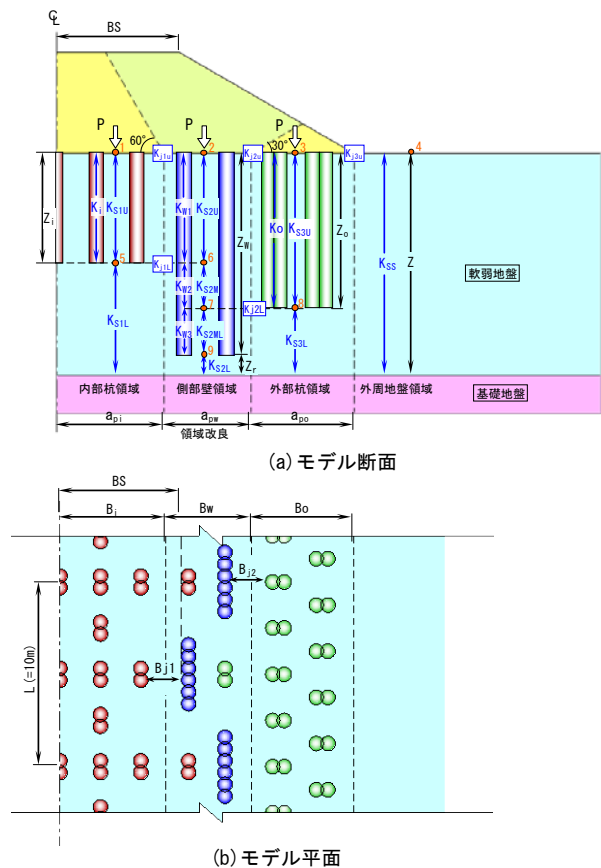 ℄
BS
P
P
P
60°
30°
1
2
3
4
Kj1u
Kj2u
Kj3u
Zi
Ki
KS1U
KW1
KS2U
ZW
Ko
KS3U
Zo
KSS
Z
5
Kj1L
6
KW2
KS2M
7
Kj2L
8
KS1L
KW3
KS2ML
9
KS2L
Zr
KS3L
軟弱地盤
内部杭領域
側部壁領域
外部杭領域
外周地盤領域
基礎地盤
api
apw
apo
領域改良
(a)モデル断面
BS
Bi
Bw
Bo
Bj2
Bj1
L(=10m)
(b)モデル平面